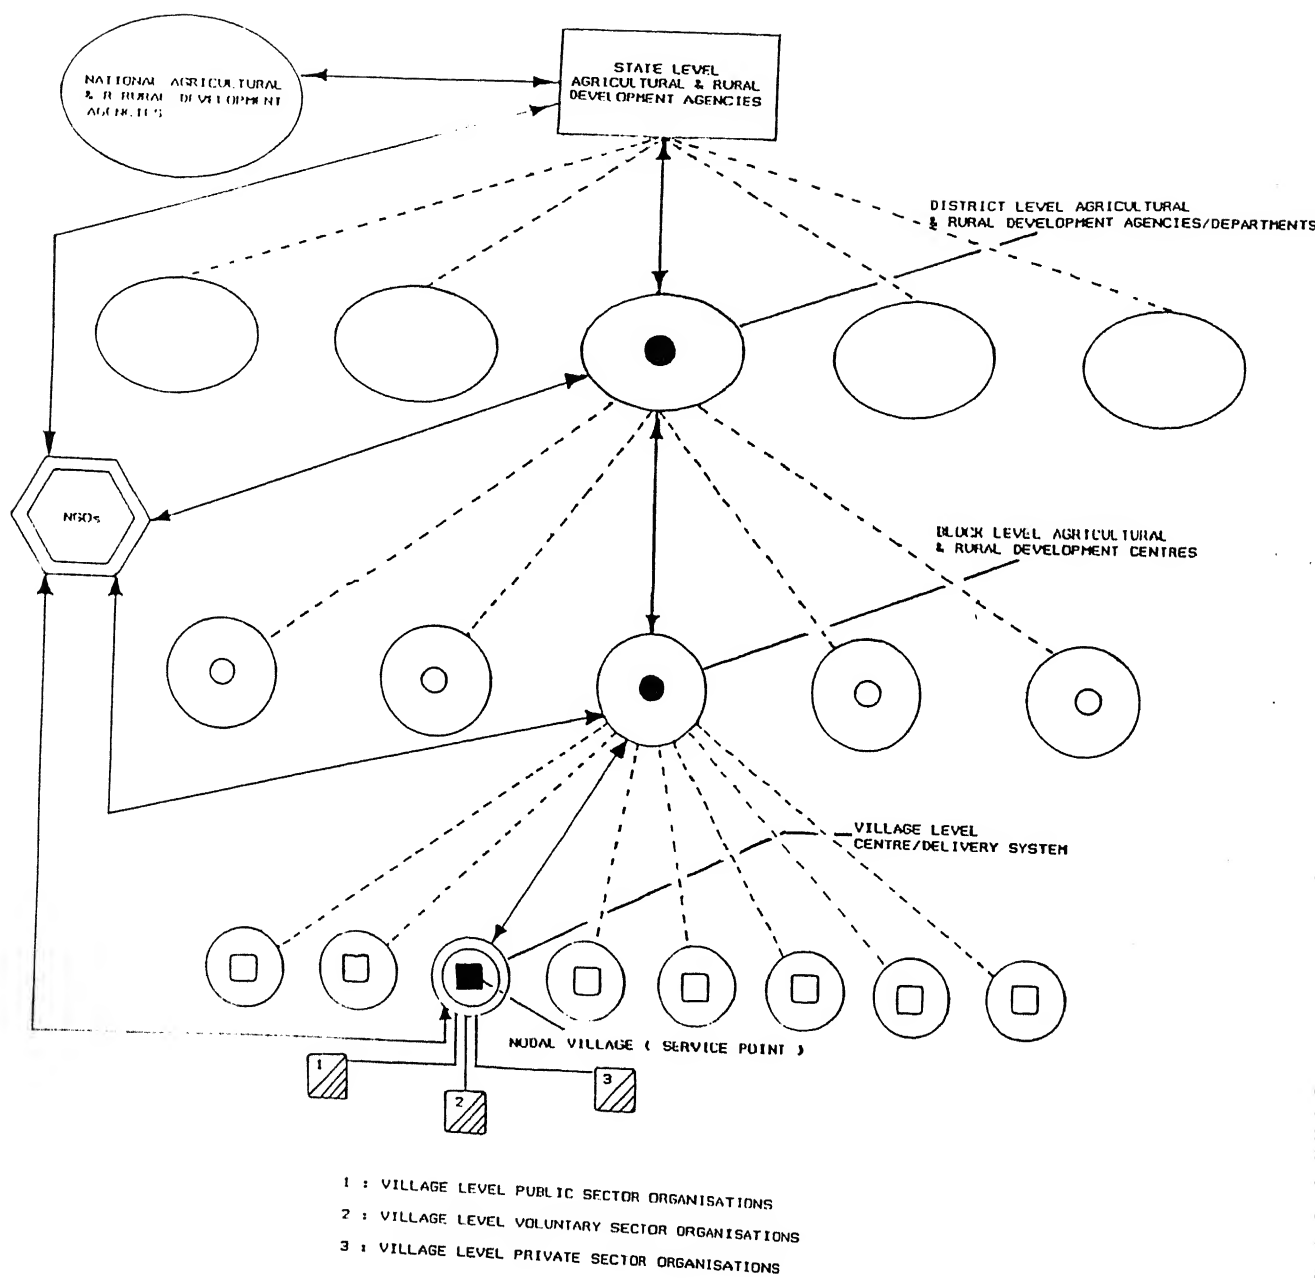 NATIONAL AGRICULTURAL
& R RURAL DEVELOPMENT
AGENCIES
STATE LEVEL
AGRICULTURAL & RURAL
DEVELOPMENT AGENCIES
DISTRICT LEVEL AGRICULTURAL
& RURAL DEVELOPMENT AGENCIES/DEPARTMENTS
NGOs
BLOCK LEVEL AGRICULTURAL
& RURAL DEVELOPMENT CENTRES
VILLAGE LEVEL
CENTRE/DELIVERY SYSTEM
NODAL VILLAGE ( SERVICE POINT )
1
2
3
1 : VILLAGE LEVEL PUBLIC SECTOR ORGANISATIONS
2 : VILLAGE LEVEL VOLUNTARY SECTOR ORGANISATIONS
3 : VILLAGE LEVEL PRIVATE SECTOR ORGANISATIONS